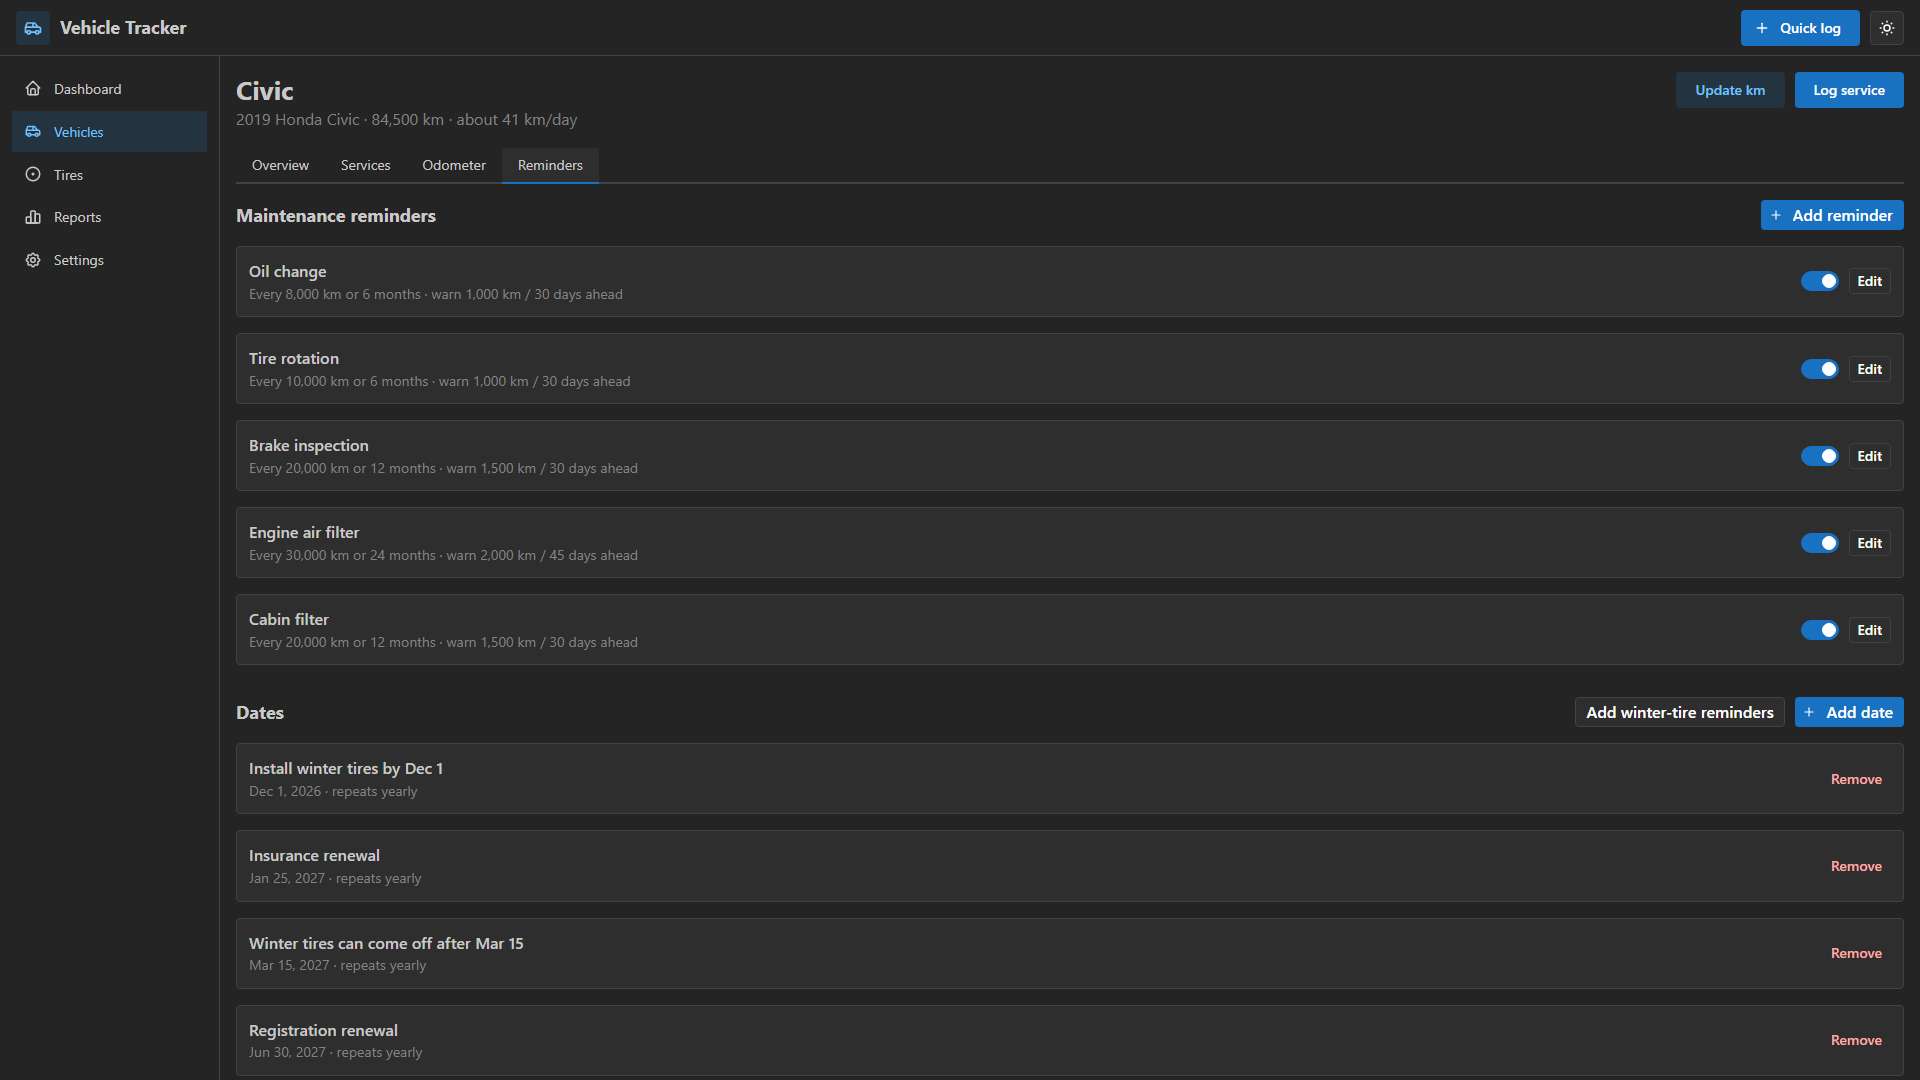 Vehicle Tracker
Quick log
Dashboard
Vehicles
Tires
Reports
Settings
Civic
2019 Honda Civic · 84,500 km · about 41 km/day
Update km
Log service
Overview
Services
Odometer
Reminders
Maintenance reminders
+ Add reminder
Oil change
Every 8,000 km or 6 months · warn 1,000 km / 30 days ahead
Edit
Tire rotation
Every 10,000 km or 6 months · warn 1,000 km / 30 days ahead
Edit
Brake inspection
Every 20,000 km or 12 months · warn 1,500 km / 30 days ahead
Edit
Engine air filter
Every 30,000 km or 24 months · warn 2,000 km / 45 days ahead
Edit
Cabin filter
Every 20,000 km or 12 months · warn 1,500 km / 30 days ahead
Edit
Dates
Add winter-tire reminders
+ Add date
Install winter tires by Dec 1
Dec 1, 2026 · repeats yearly
Remove
Insurance renewal
Jan 25, 2027 · repeats yearly
Remove
Winter tires can come off after Mar 15
Mar 15, 2027 · repeats yearly
Remove
Registration renewal
Jun 30, 2027 · repeats yearly
Remove